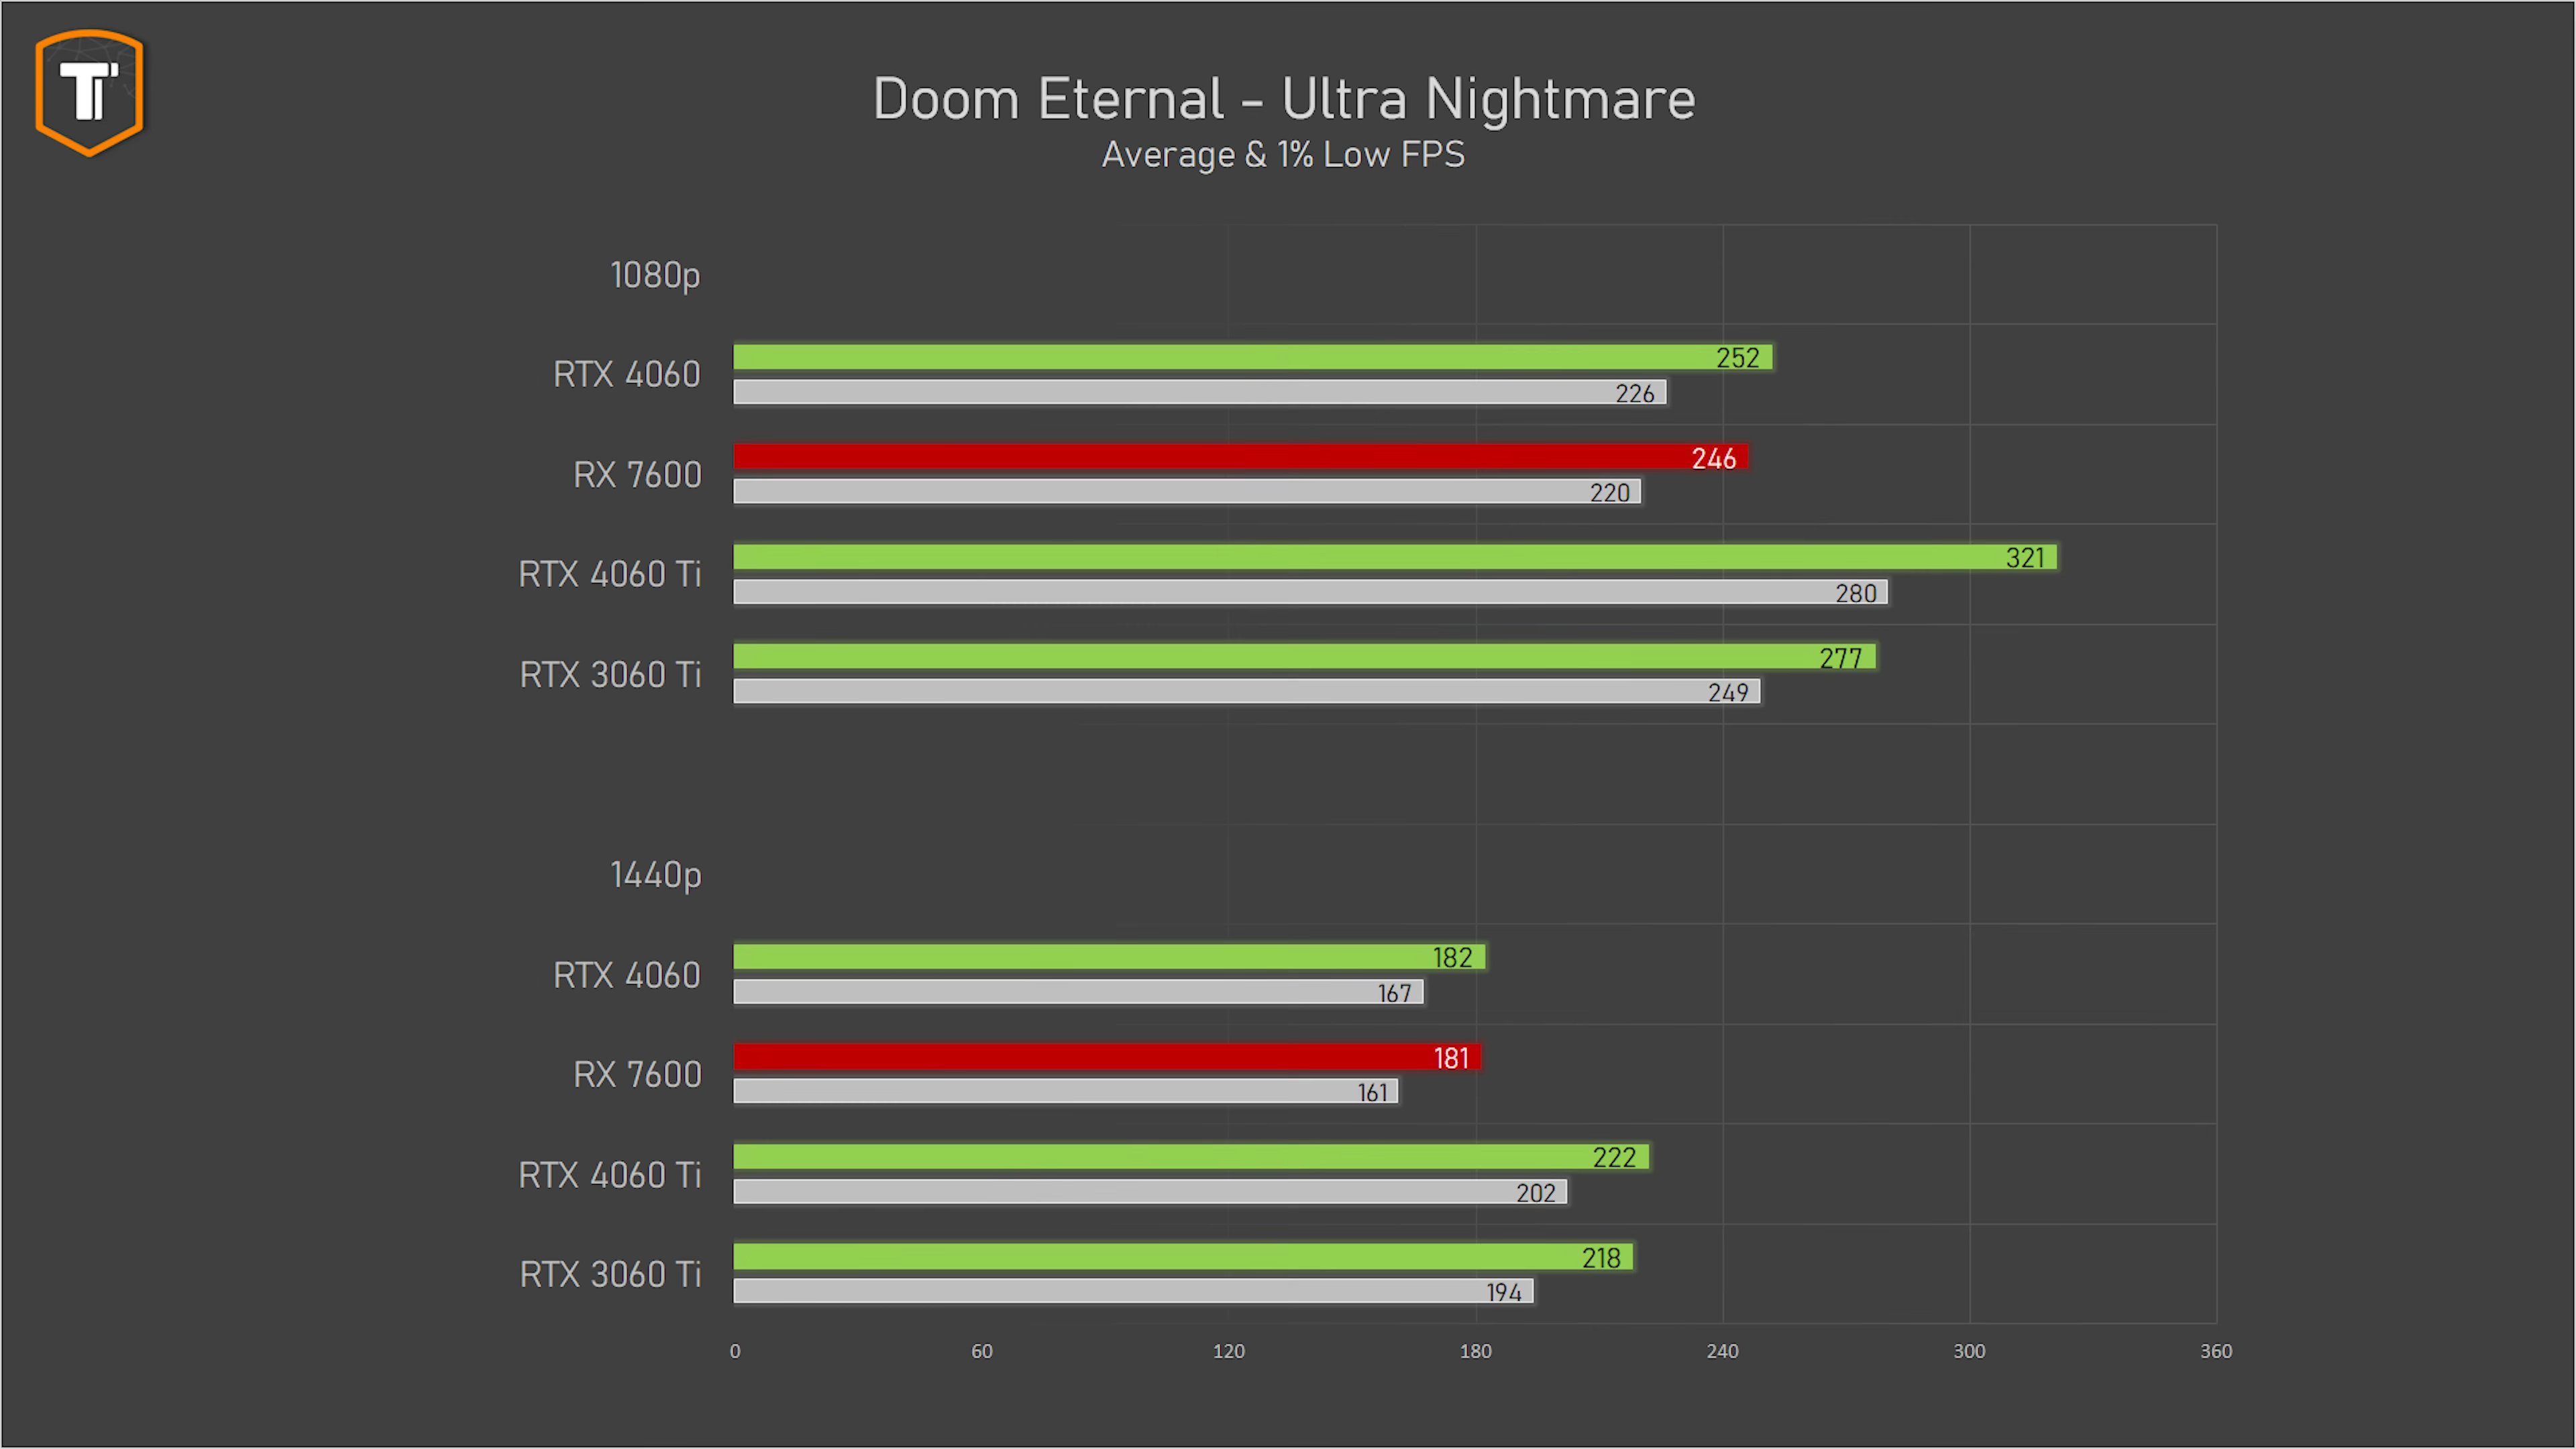 Ti
Doom Eternal - Ultra Nightmare
Average & 1% Low FPS
1080p
RTX 4060
252
226
RX 7600
246
220
RTX 4060 Ti
321
280
RTX 3060 Ti
277
249
1440p
RTX 4060
182
167
RX 7600
181
161
RTX 4060 Ti
222
202
RTX 3060 Ti
218
194
0 60 120 180 240 300 360